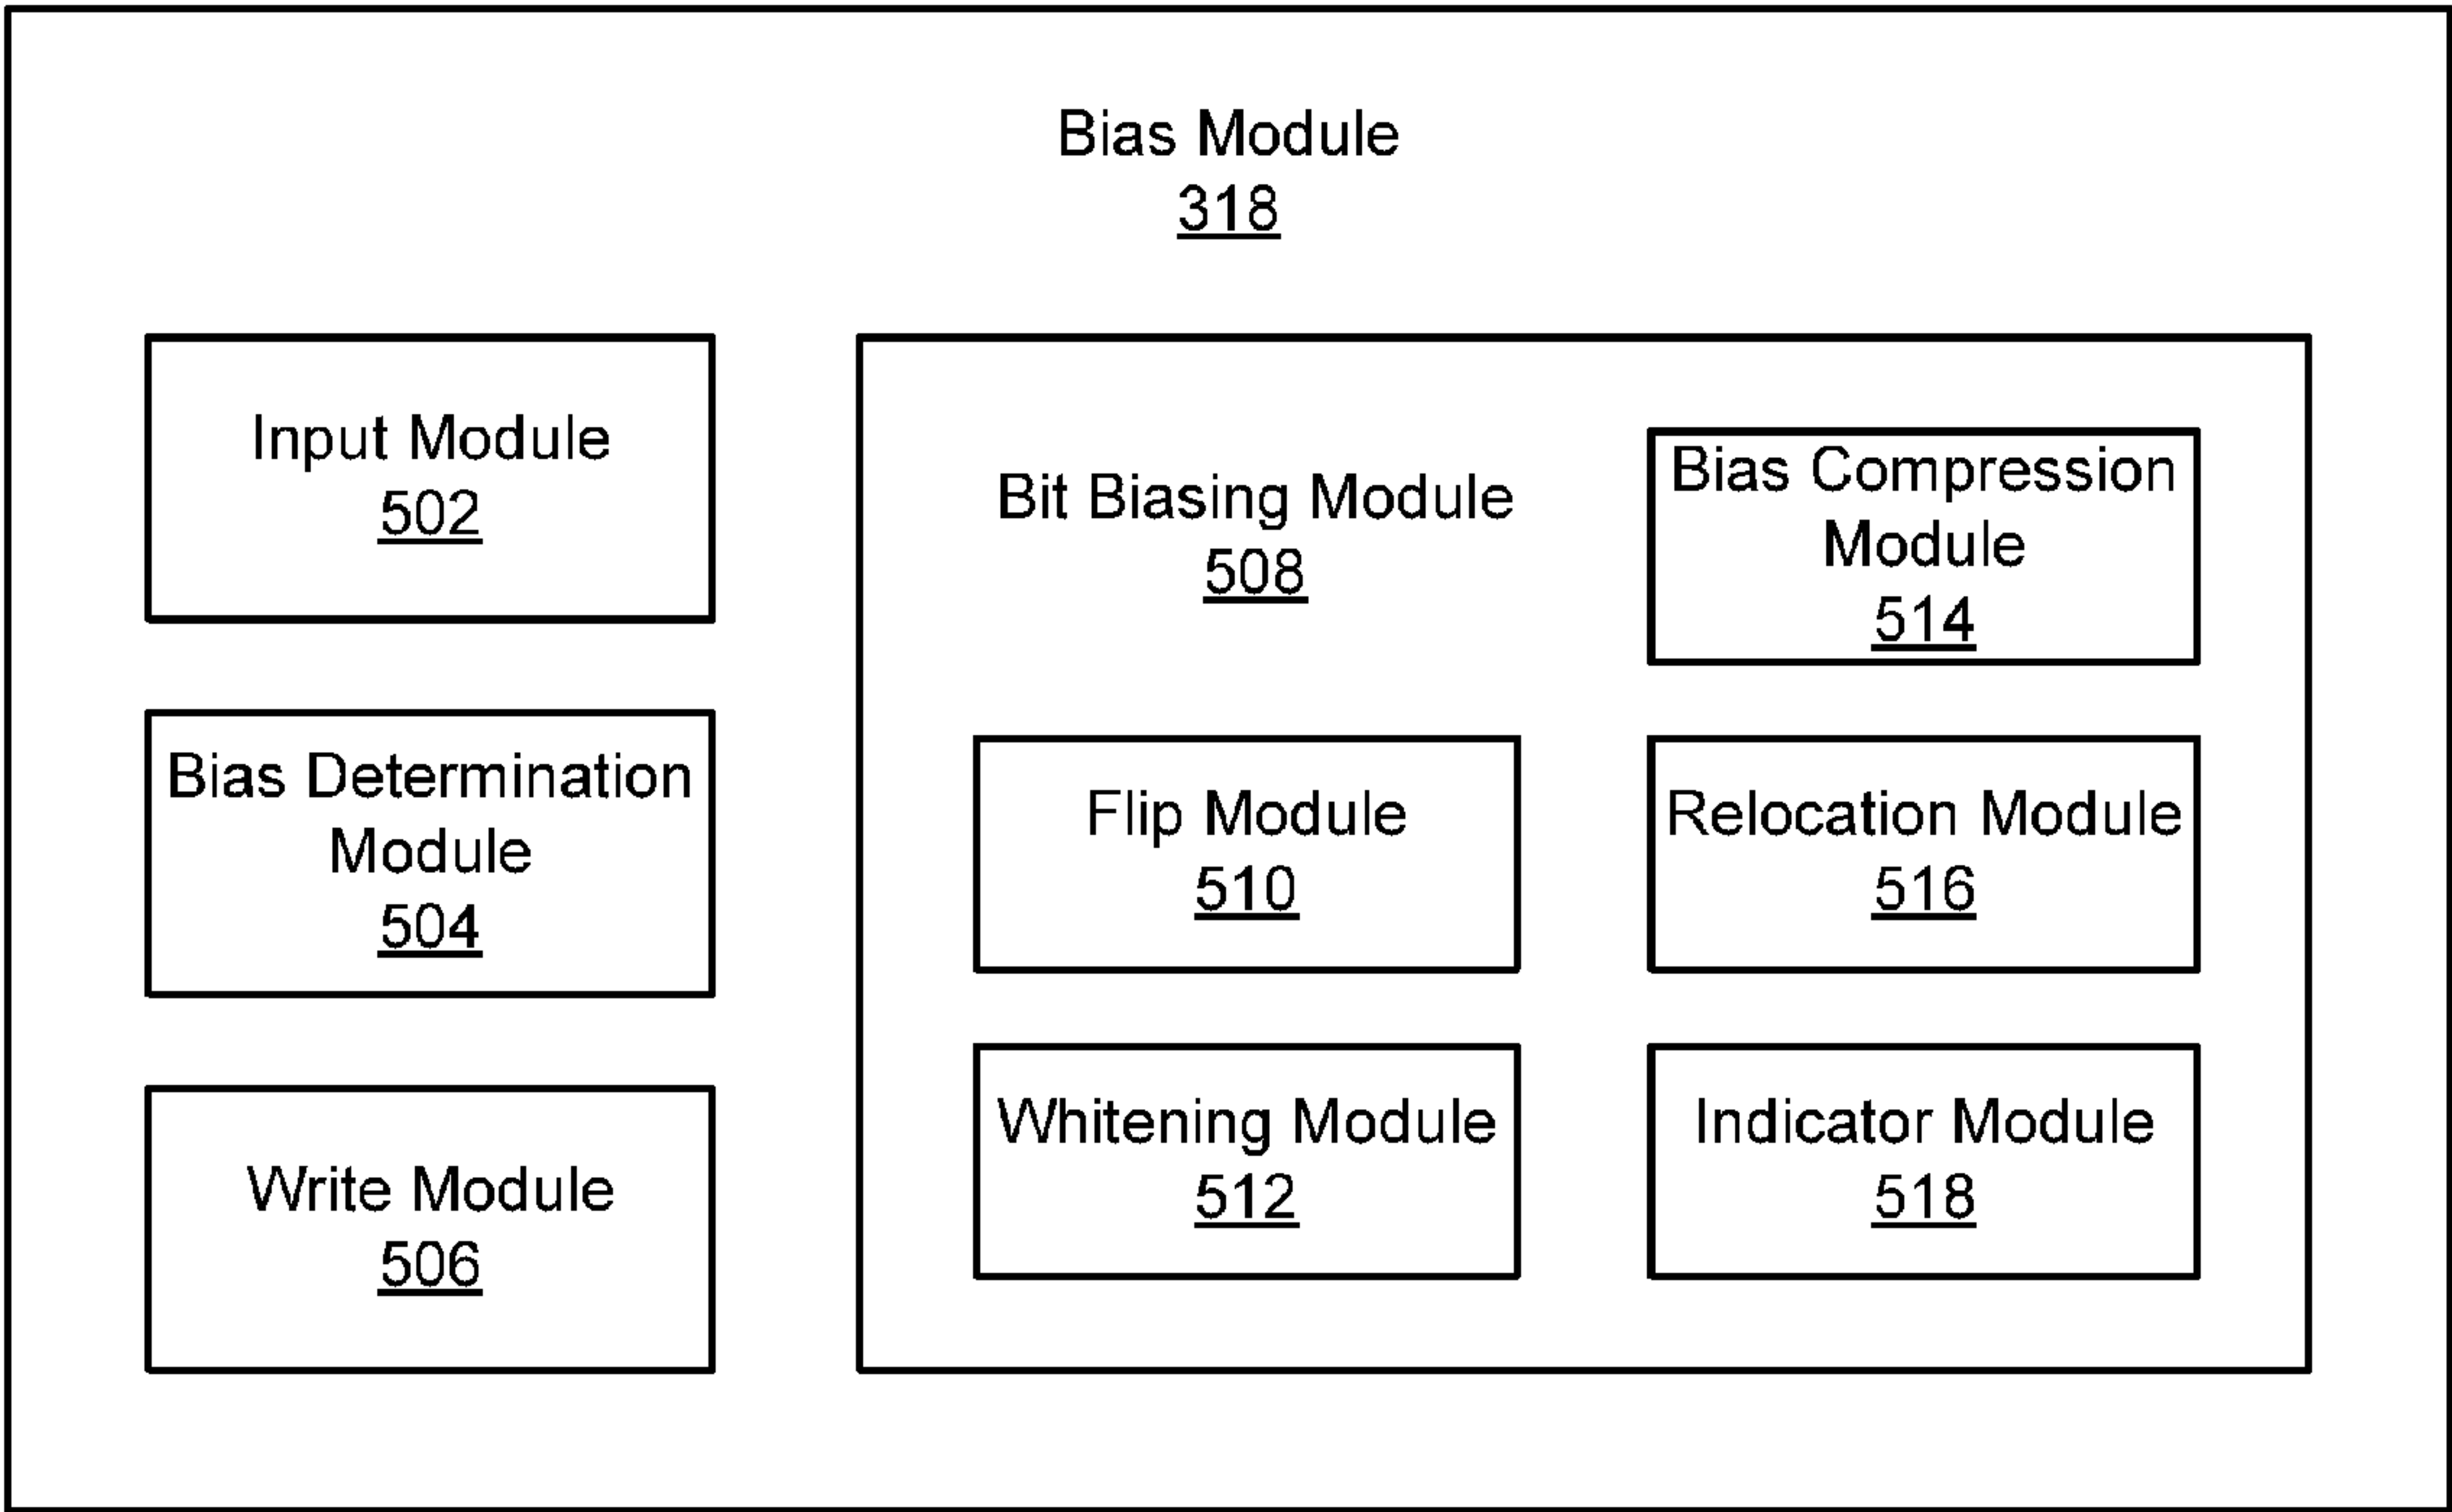 Bias Module
318
Input Module
502
Bias Determination
Module
504
Write Module
506
Bit Biasing Module
508
Bias Compression
Module
514
Flip Module
510
Relocation Module
516
Whitening Module
512
Indicator Module
518